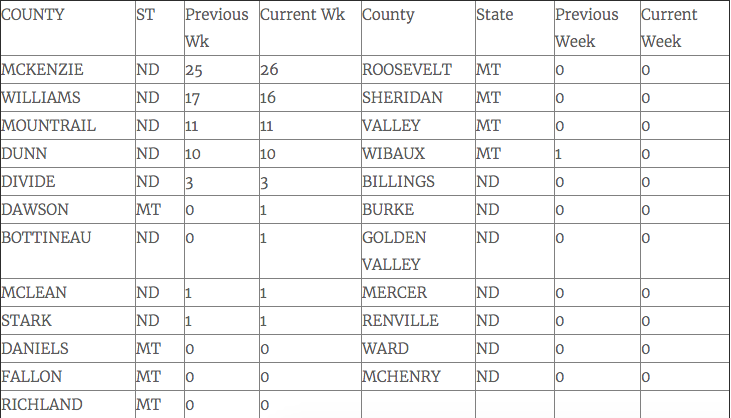 COUNTY ST Previous Wk Current Wk County State Previous Week Current Week
MCKENZIE ND 25 26 ROOSEVELT MT 0 0
WILLIAMS ND 17 16 SHERIDAN MT 0 0
MOUNTRAIL ND 11 11 VALLEY MT 0 0
DUNN ND 10 10 WIBAUX MT 1 0
DIVIDE ND 3 3 BILLINGS ND 0 0
DAWSON MT 0 1 BURKE ND 0 0
BOTTINEAU ND 0 1 GOLDEN VALLEY ND 0 0
MCLEAN ND 1 1 MERCER ND 0 0
STARK ND 1 1 RENVILLE ND 0 0
DANIELS MT 0 0 WARD ND 0 0
FALLON MT 0 0 MCHENRY ND 0 0
RICHLAND MT 0 0